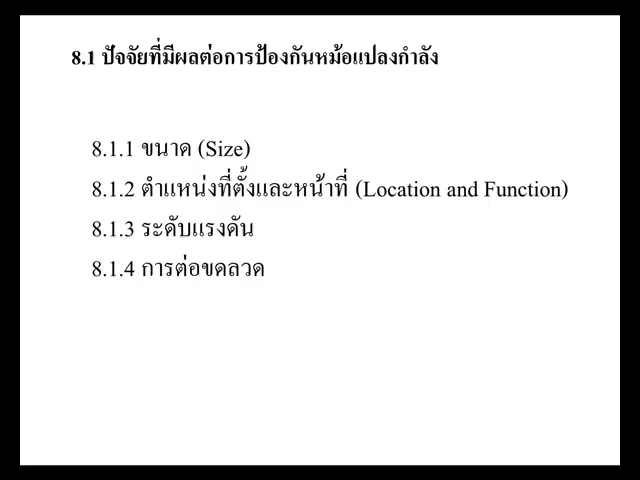 8.1 ปัจจัยที่มีผลต่อการป้องกันหม้อแปลงกำลัง
8.1.1 ขนาด (Size)
8.1.2 ตำแหน่งที่ตั้งและหน้าที่ (Location and Function)
8.1.3 ระดับแรงดัน
8.1.4 การต่อขดลวด